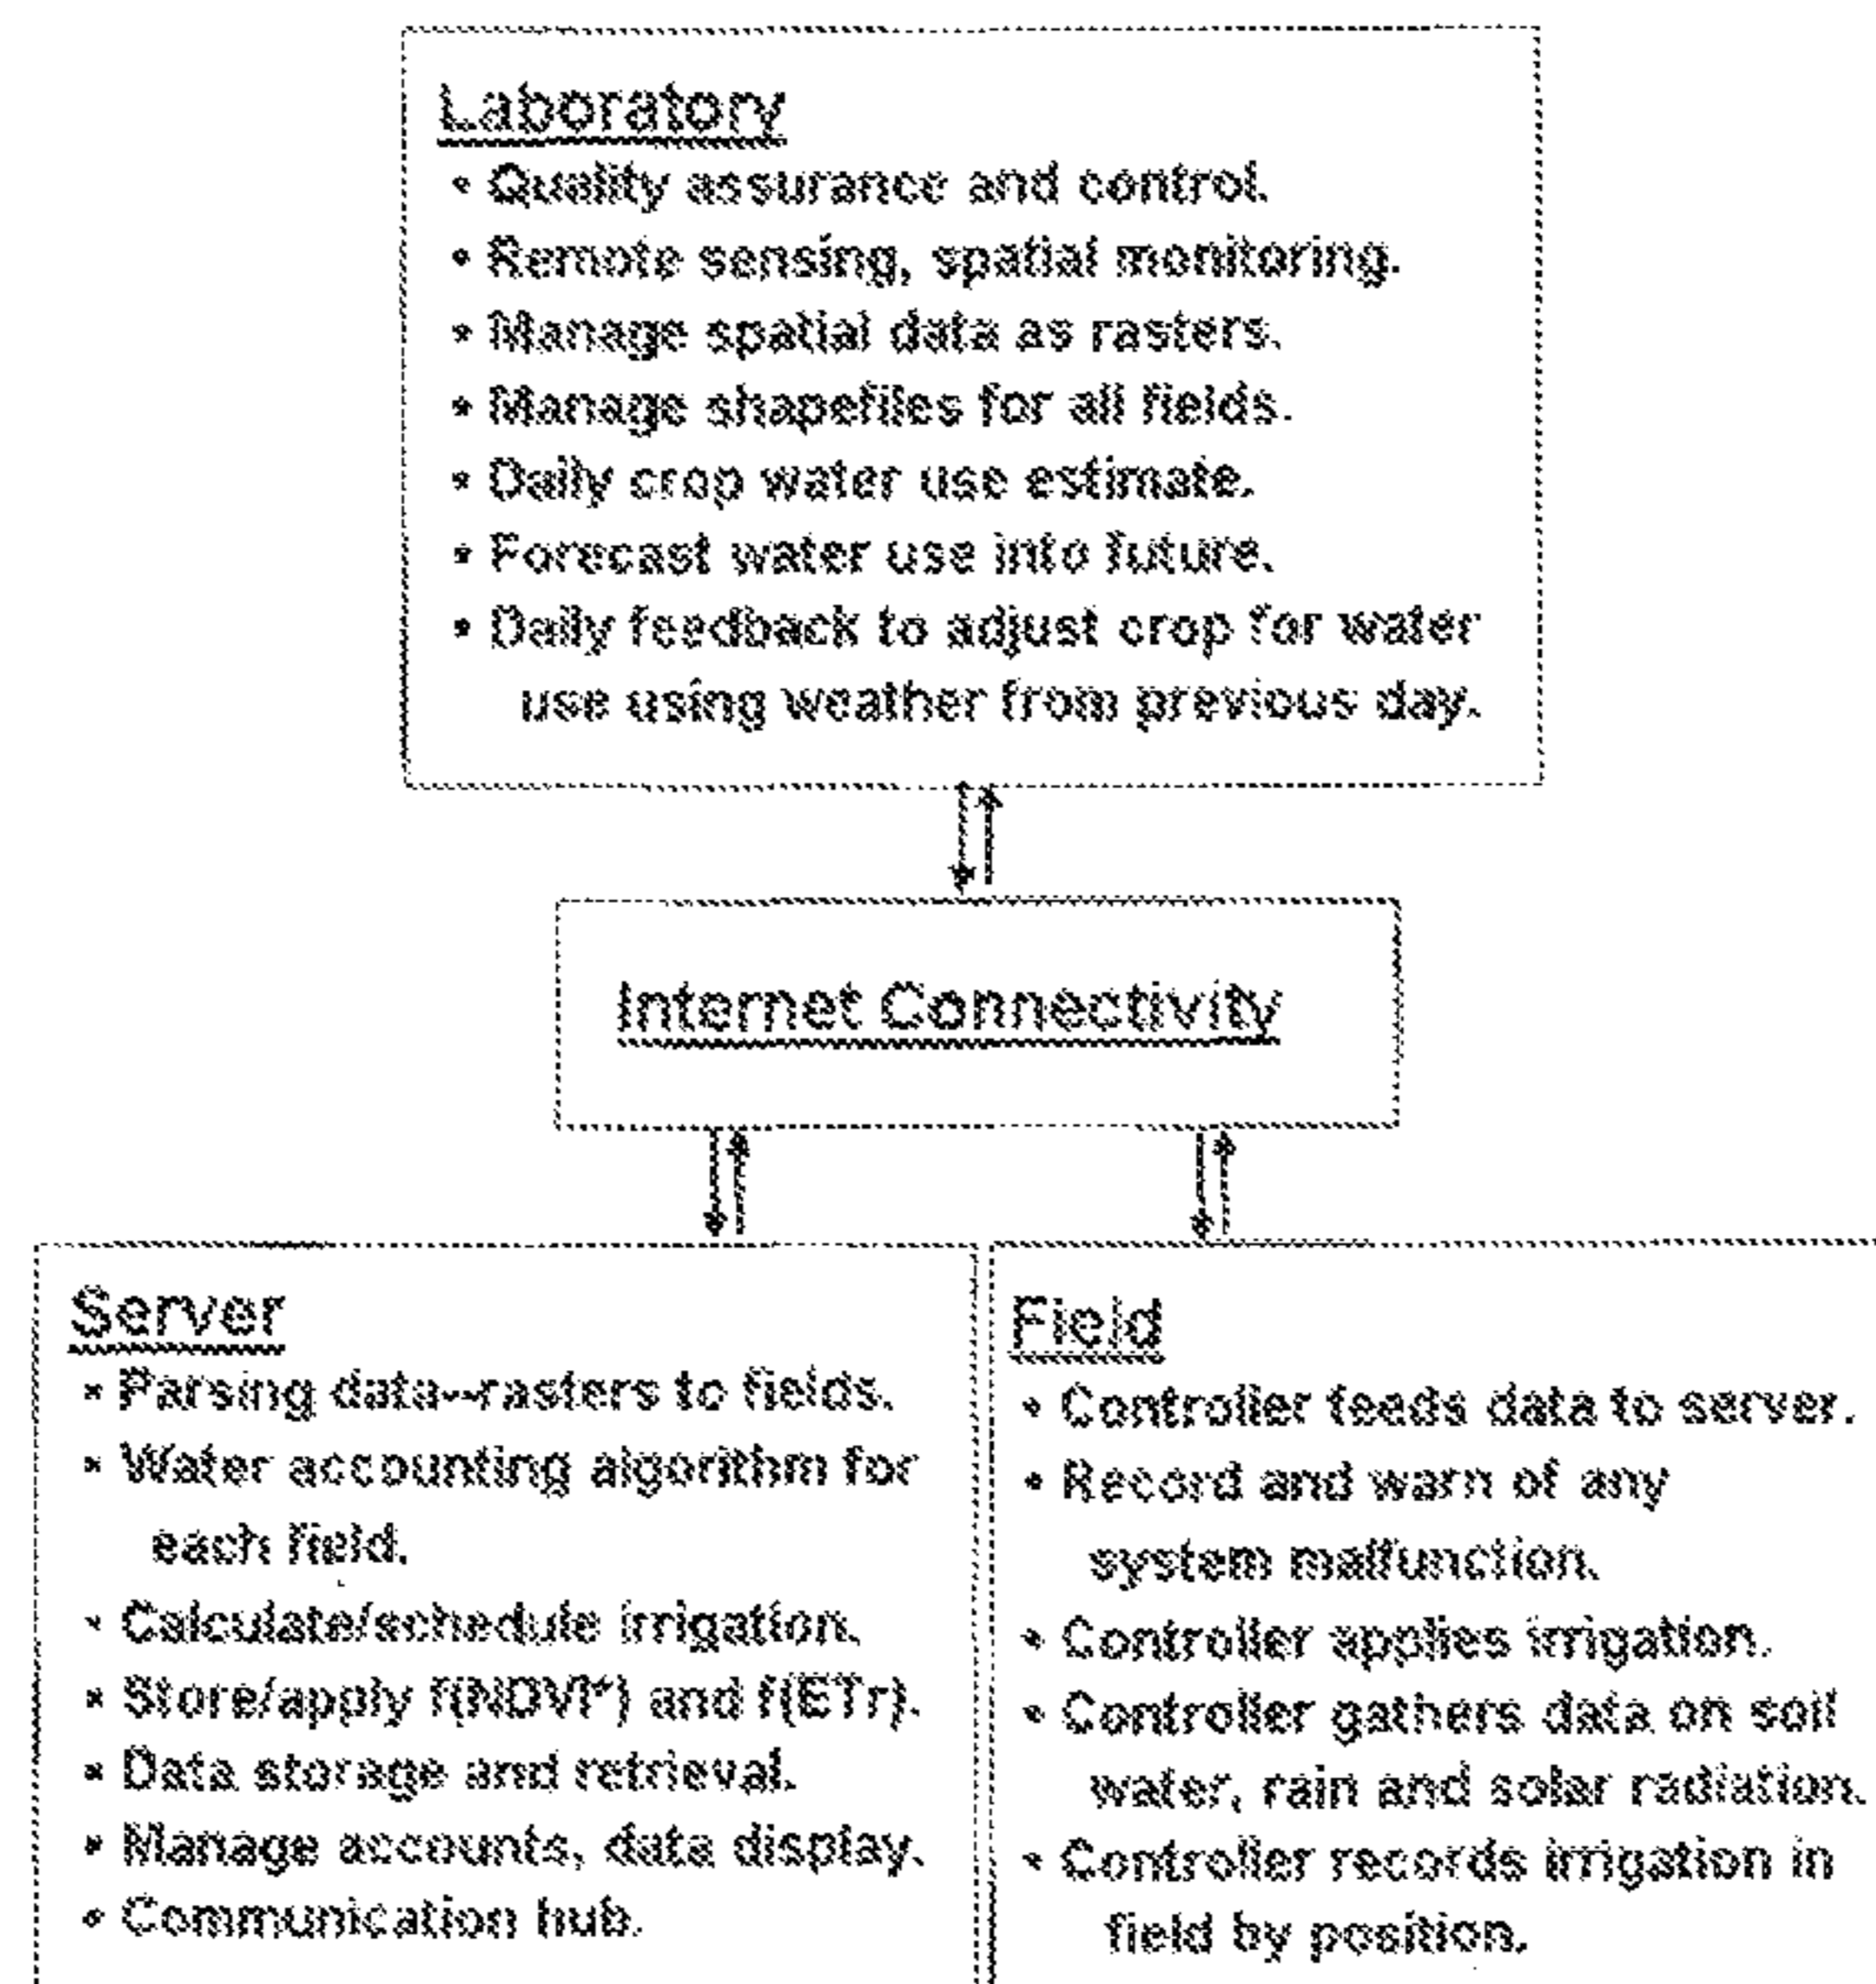 Laboratory
• Quality assurance and control.
• Remote sensing, spatial monitoring.
• Manage spatial data as rasters.
• Manage shapefiles for all fields.
• Daily crop water use estimate.
• Forecast water use into future.
• Daily feedback to adjust crop for water
use using weather from previous day.
Internet Connectivity
Server
• Parsing data--rasters to fields.
• Water accounting algorithm for
each field.
• Calculate/schedule irrigation.
• Store/apply f(NDVI*) and f(ETr).
• Data storage and retrieval.
• Manage accounts, data display.
• Communication hub.
Field
• Controller feeds data to server.
• Record and warn of any
system malfunction.
• Controller applies irrigation.
• Controller gathers data on soil
water, rain and solar radiation.
• Controller records irrigation in
field by position.